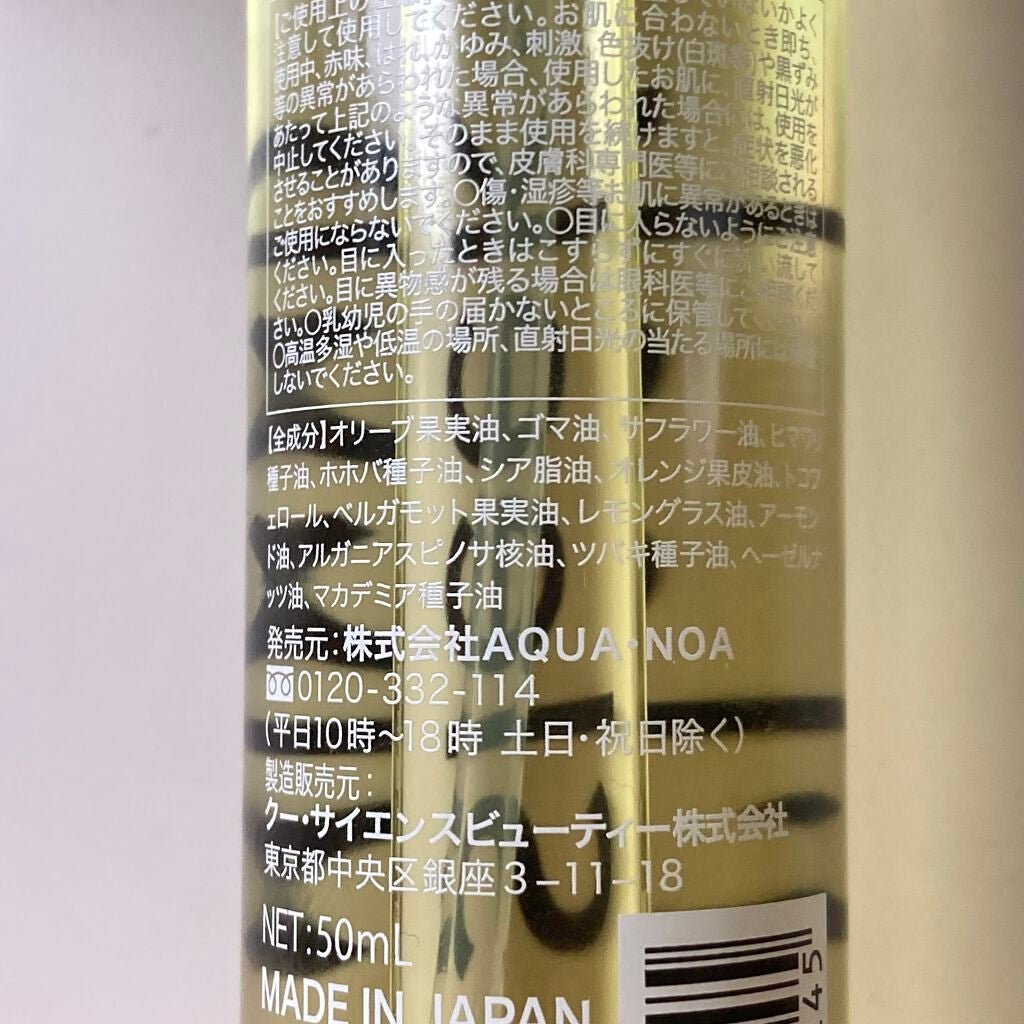 【ご使用上の
注意して使用してください。お肌に合わないとき即ち、
使用中、赤味、はれ、かゆみ、刺激、色抜け(白斑等)や黒ずみ
等の異常があらわれた場合、使用したお肌に、直射日光が
あたって上記のような異常があらわれた場合は、使用を
中止してください。そのまま使用を続けますと、症状を悪化
させることがありますので、皮膚科専門医等にご相談される
ことをおすすめします。〇傷・湿疹等お肌に異常があるときは
ご使用にならないでください。〇目に入らないようにご注意
ください。目に入ったときはこすらずにすぐに洗い流して
ください。目に異物感が残る場合は眼科医等にご相談くだ
さい。〇乳幼児の手の届かないところに保管して
〇高温多湿や低温の場所、直射日光の当たる場所には保管
しないでください。
【全成分】オリーブ果実油、ゴマ油、サフラワー油、ヒマワリ
種子油、ホホバ種子油、シア脂油、オレンジ果皮油、トコフ
ェロール、ベルガモット果実油、レモングラス油、アーモン
ド油、アルガニアスピノサ核油、ツバキ種子油、ヘーゼルナ
ッツ油、マカデミア種子油
発売元：株式会社AQUA・NOA
0120-332-114
（平日10時〜18時 土日・祝日除く）
製造販売元：
クー・サイエンスビューティー株式会社
東京都中央区銀座3-11-18
NET:50mL
MADE IN JAPAN
45